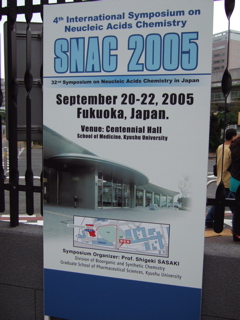 4th International Symposium on
Neucleic Acids Chemistry
SNAC 2005
32nd Symposium on Neucleic Acids Chemistry in Japan
September 20-22, 2005
Fukuoka, Japan.
Venue: Centennial Hall
School of Medicine, Kyushu University
Symposium Organizer: Prof. Shigeki SASAKI
Division of Bioorganic and Synthetic Chemistry
Graduate School of Pharmaceutical Sciences, Kyushu University